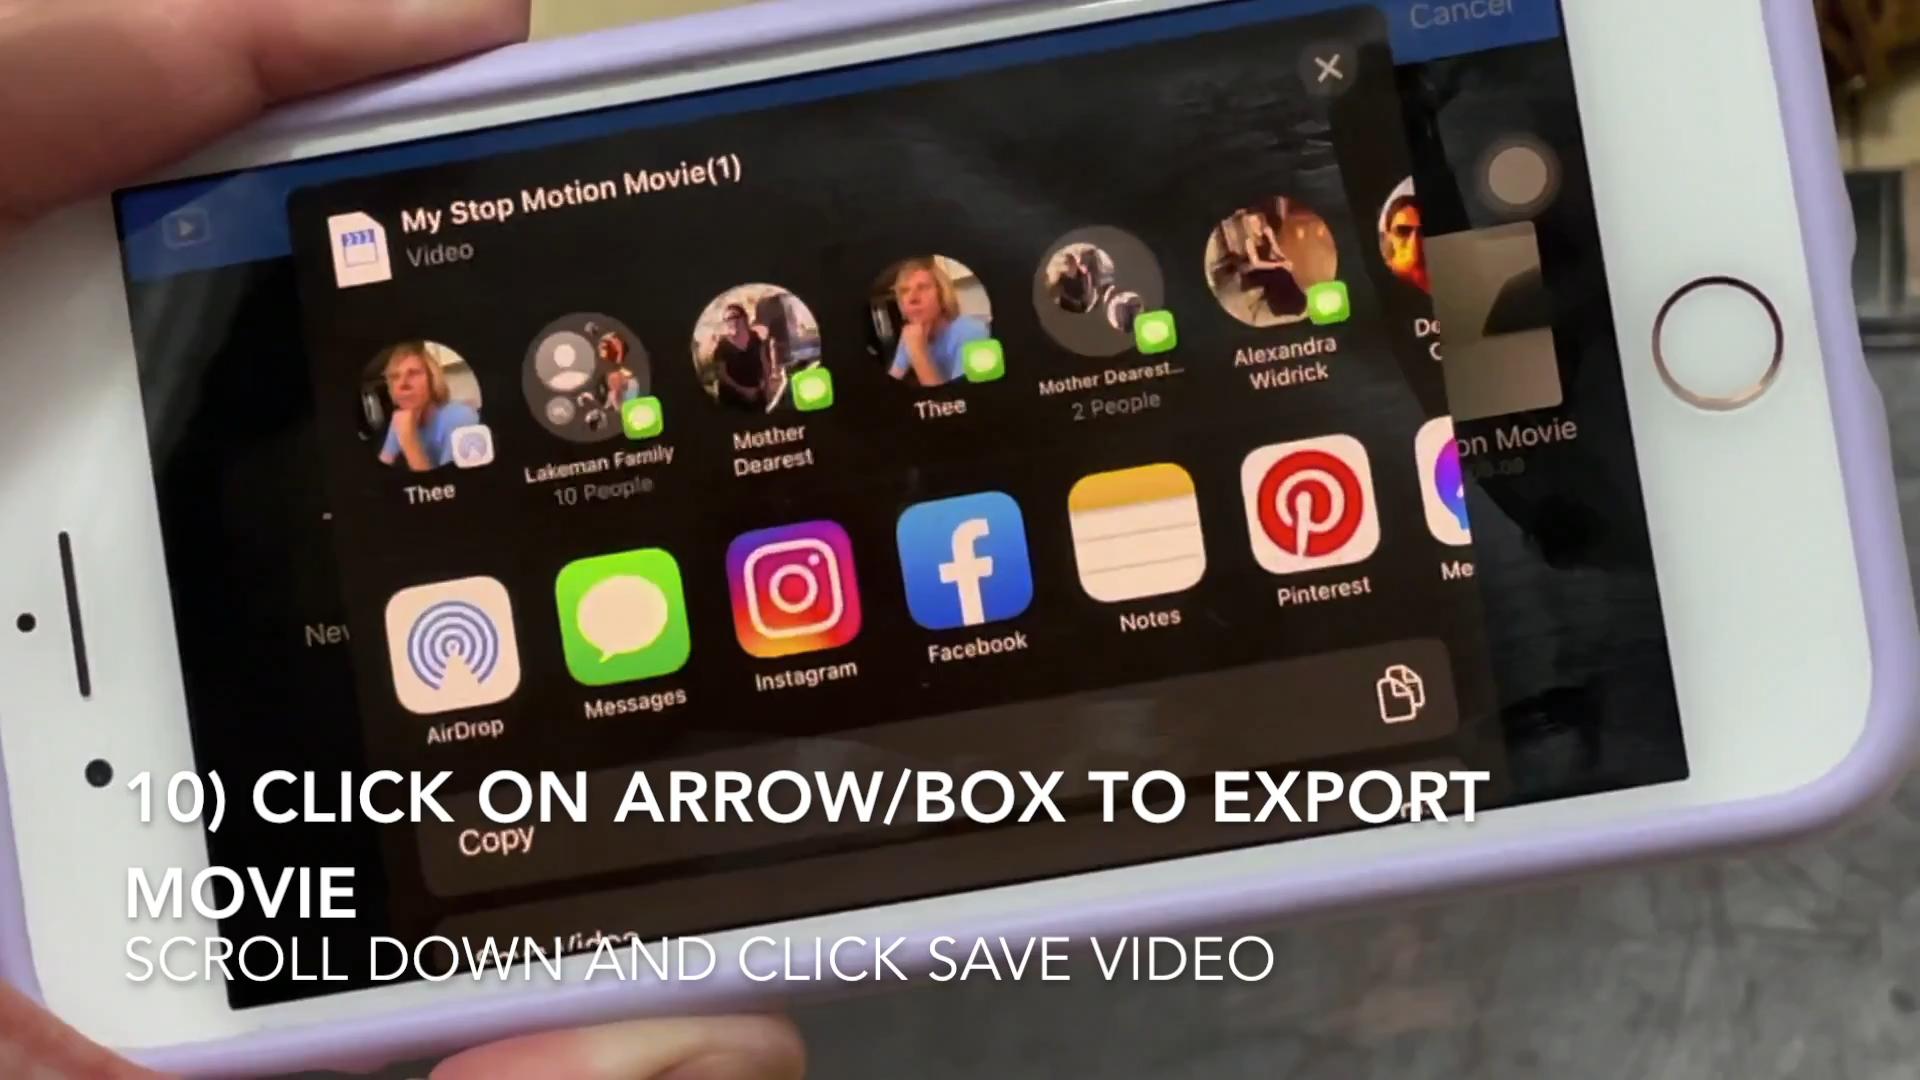 Cancel
My Stop Motion Movie(1)
Video
Thee
Lakeman Family
10 People
Mother
Dearest
Thee
Mother Dearest...
2 People
Alexandra
Widrick
on Movie
AirDrop
Messages
Instagram
Facebook
Notes
Pinterest
Me
Copy
10) CLICK ON ARROW/BOX TO EXPORT
MOVIE
SCROLL DOWN AND CLICK SAVE VIDEO